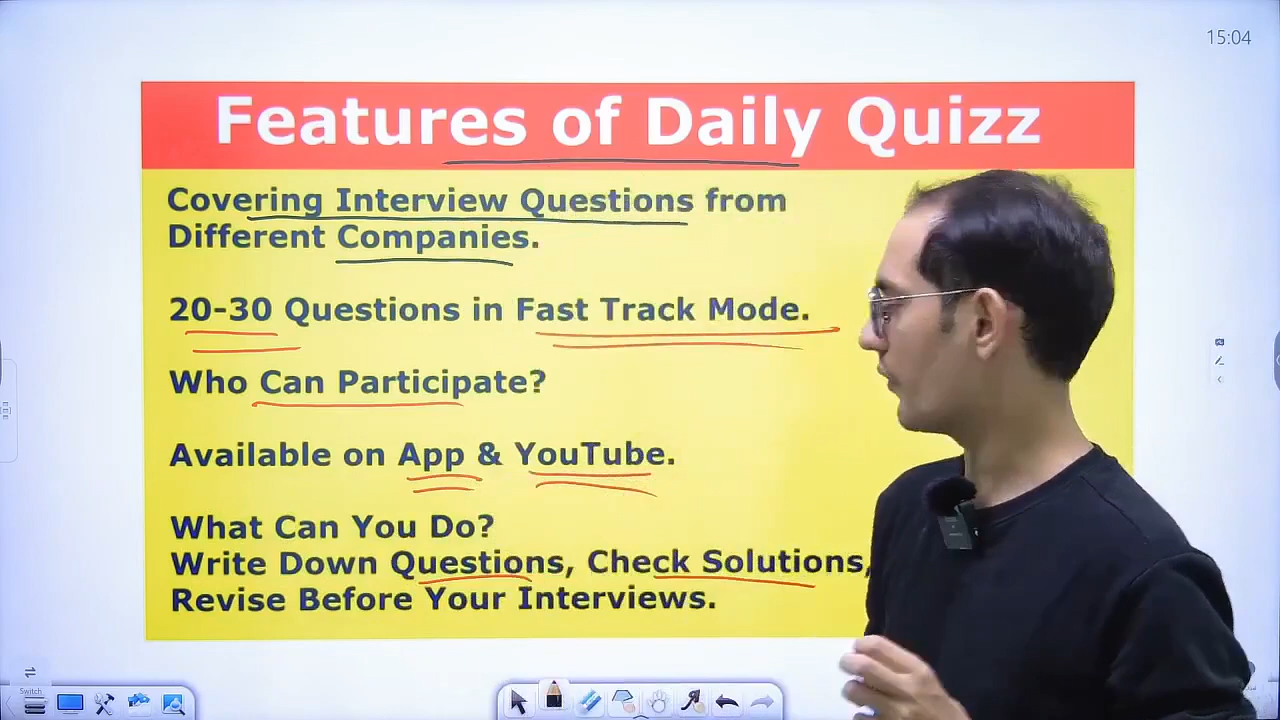 15:04
Features of Daily Quizz
Covering Interview Questions from
Different Companies.
20-30 Questions in Fast Track Mode.
Who Can Participate?
Available on App & YouTube.
What Can You Do?
Write Down Questions, Check Solutions,
Revise Before Your Interviews.
Switch